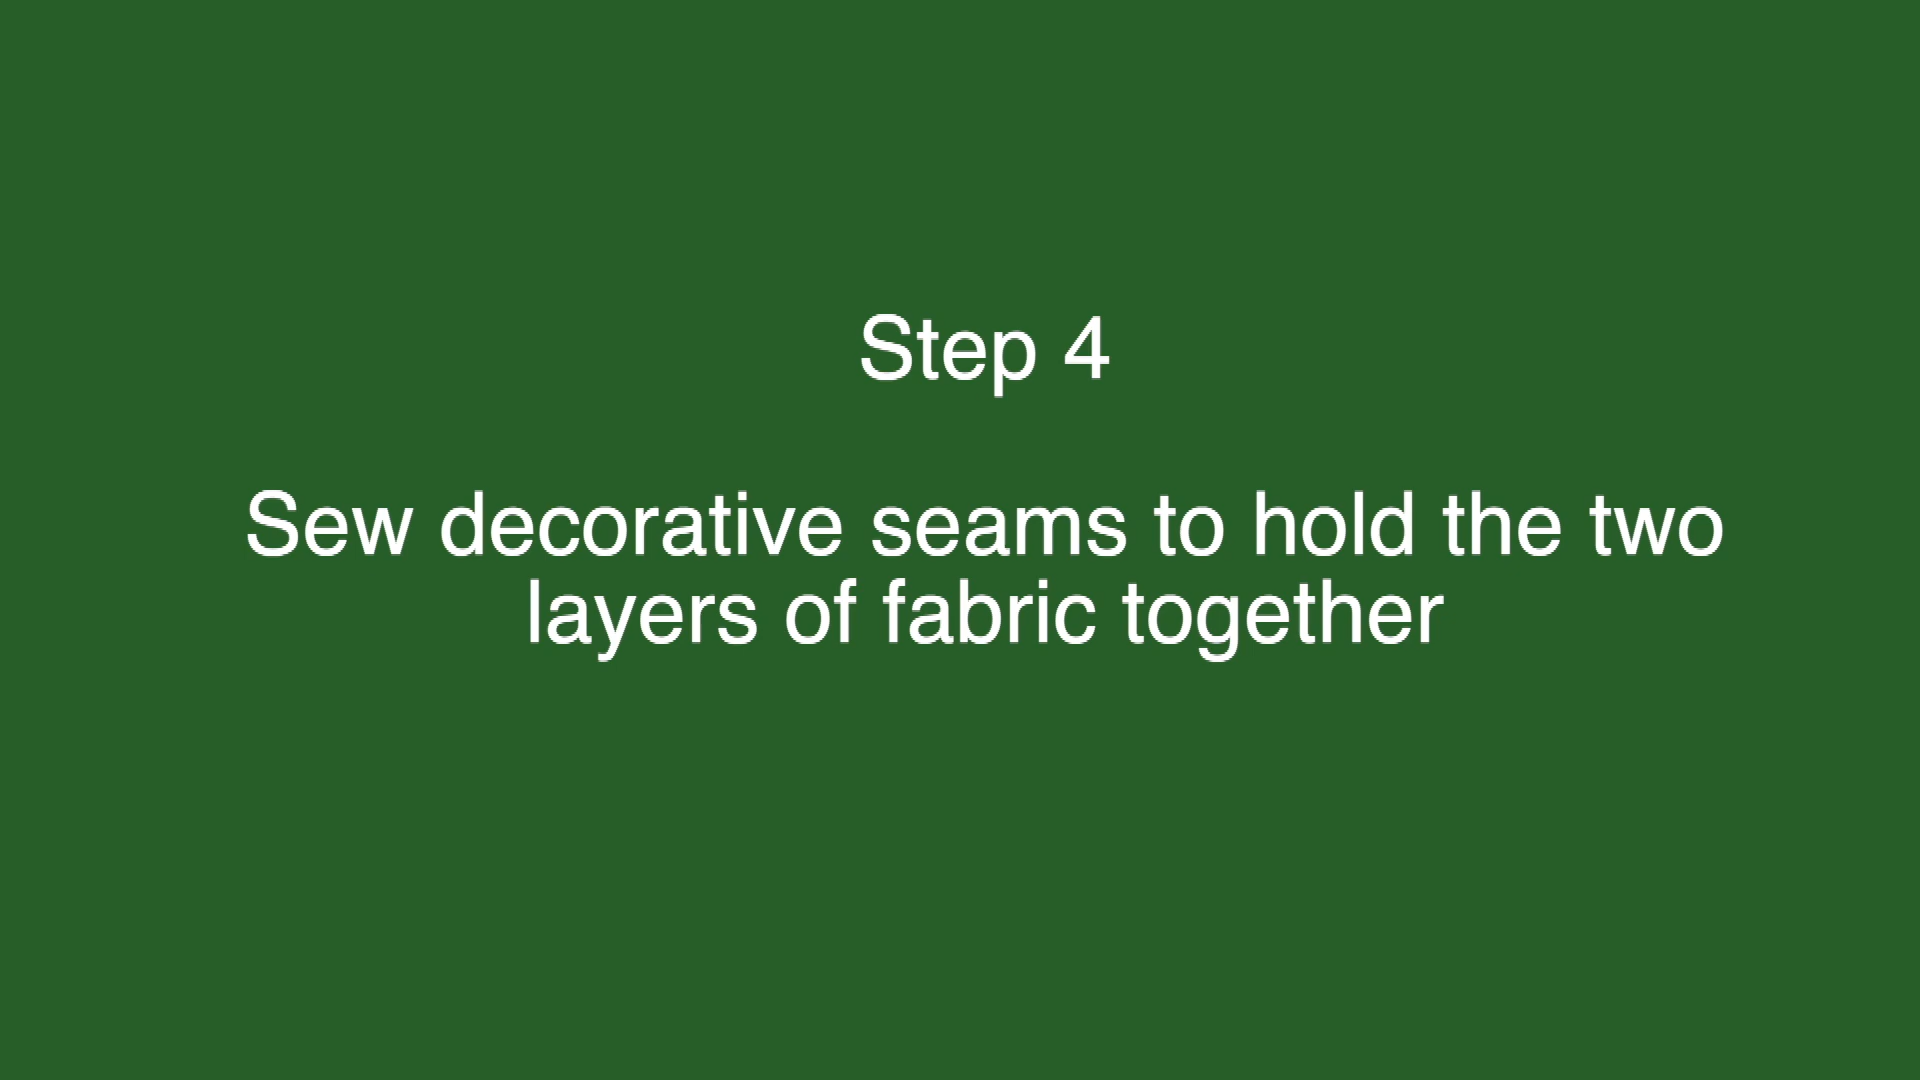 Step 4
Sew decorative seams to hold the two
layers of fabric together